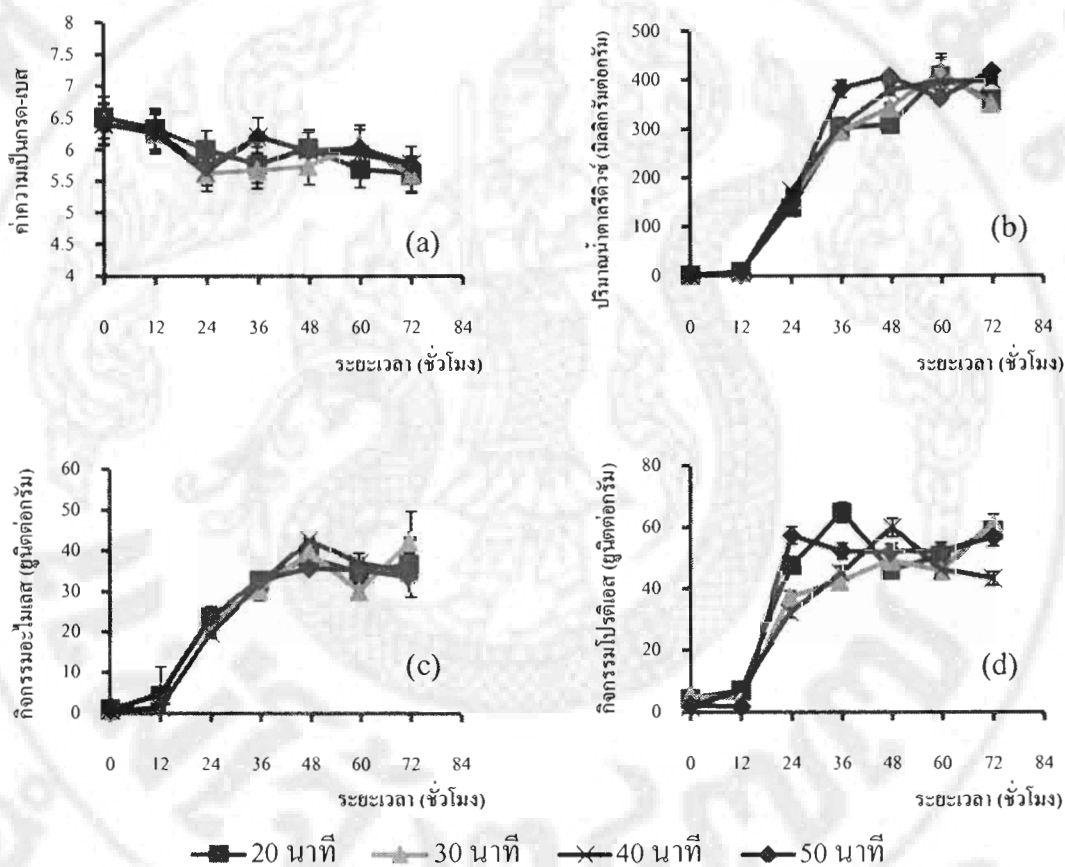 ค่าความเป็นกรด-เบส
8
7.5
7
6.5
6
5.5
5
4.5
4
(a)
0 12 24 36 48 60 72 84
ระยะเวลา (ชั่วโมง)
ปริมาณน้ำตาลรีดิวซ์ (มิลลิกรัมต่อกรัม)
500
400
300
200
100
0
(b)
0 12 24 36 48 60 72 84
ระยะเวลา (ชั่วโมง)
กิจกรรมอะไมเลส (ยูนิตต่อกรัม)
60
50
40
30
20
10
0
(c)
0 12 24 36 48 60 72 84
ระยะเวลา (ชั่วโมง)
กิจกรรมโปรติเอส (ยูนิตต่อกรัม)
80
60
40
20
0
(d)
0 12 24 36 48 60 72 84
ระยะเวลา (ชั่วโมง)
20 นาที 30 นาที 40 นาที 50 นาที